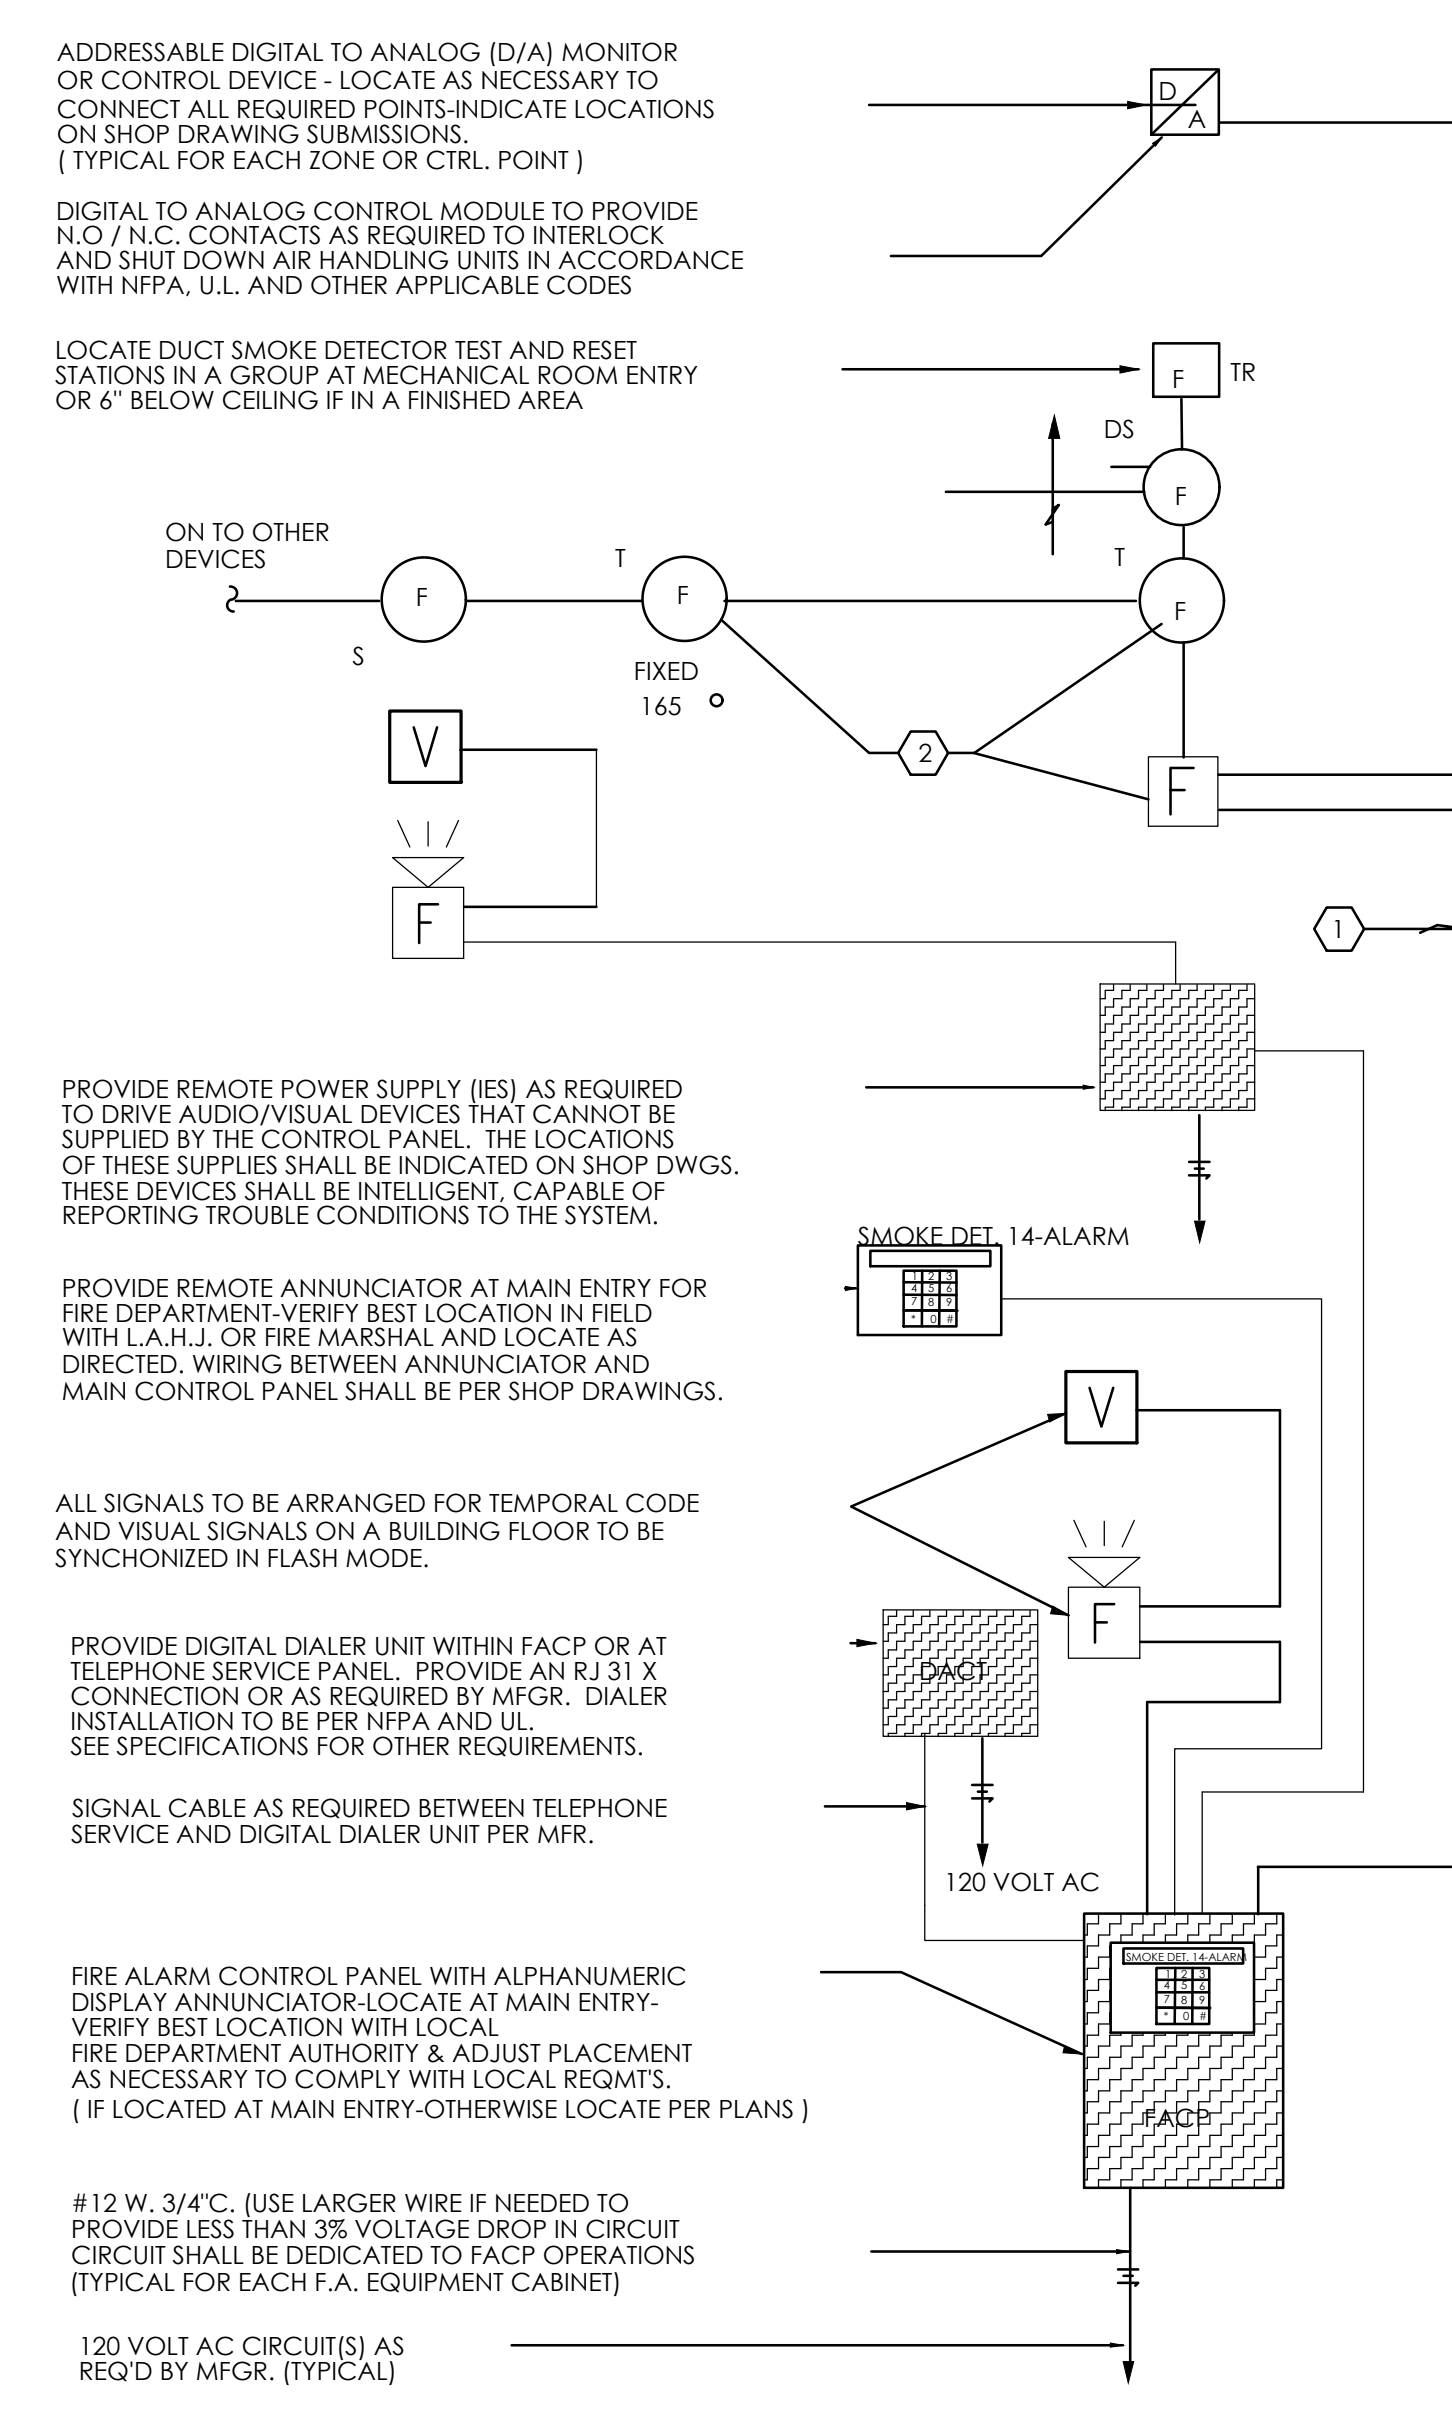 ADDRESSABLE DIGITAL TO ANALOG (D/A) MONITOR
OR CONTROL DEVICE - LOCATE AS NECESSARY TO
CONNECT ALL REQUIRED POINTS-INDICATE LOCATIONS
ON SHOP DRAWING SUBMISSIONS.
( TYPICAL FOR EACH ZONE OR CTRL. POINT )
D
A
DIGITAL TO ANALOG CONTROL MODULE TO PROVIDE
N.O / N.C. CONTACTS AS REQUIRED TO INTERLOCK
AND SHUT DOWN AIR HANDLING UNITS IN ACCORDANCE
WITH NFPA, U.L. AND OTHER APPLICABLE CODES
LOCATE DUCT SMOKE DETECTOR TEST AND RESET
STATIONS IN A GROUP AT MECHANICAL ROOM ENTRY
OR 6" BELOW CEILING IF IN A FINISHED AREA
F
TR
DS
F
ON TO OTHER
DEVICES
F
S
T
F
FIXED
165
T
F
V
2
F
F
1
PROVIDE REMOTE POWER SUPPLY (IES) AS REQUIRED
TO DRIVE AUDIO/VISUAL DEVICES THAT CANNOT BE
SUPPLIED BY THE CONTROL PANEL. THE LOCATIONS
OF THESE SUPPLIES SHALL BE INDICATED ON SHOP DWGS.
THESE DEVICES SHALL BE INTELLIGENT, CAPABLE OF
REPORTING TROUBLE CONDITIONS TO THE SYSTEM.
SMOKE DET. 14-ALARM
1 2 3
4 5 6
7 8 9
* 0 #
PROVIDE REMOTE ANNUNCIATOR AT MAIN ENTRY FOR
FIRE DEPARTMENT-VERIFY BEST LOCATION IN FIELD
WITH L.A.H.J. OR FIRE MARSHAL AND LOCATE AS
DIRECTED. WIRING BETWEEN ANNUNCIATOR AND
MAIN CONTROL PANEL SHALL BE PER SHOP DRAWINGS.
V
ALL SIGNALS TO BE ARRANGED FOR TEMPORAL CODE
AND VISUAL SIGNALS ON A BUILDING FLOOR TO BE
SYNCHONIZED IN FLASH MODE.
F
PROVIDE DIGITAL DIALER UNIT WITHIN FACP OR AT
TELEPHONE SERVICE PANEL. PROVIDE AN RJ 31 X
CONNECTION OR AS REQUIRED BY MFGR. DIALER
INSTALLATION TO BE PER NFPA AND UL.
SEE SPECIFICATIONS FOR OTHER REQUIREMENTS.
DACT
SIGNAL CABLE AS REQUIRED BETWEEN TELEPHONE
SERVICE AND DIGITAL DIALER UNIT PER MFR.
120 VOLT AC
SMOKE DET. 14-ALARM
1 2 3
4 5 6
7 8 9
* 0 #
FACP
FIRE ALARM CONTROL PANEL WITH ALPHANUMERIC
DISPLAY ANNUNCIATOR-LOCATE AT MAIN ENTRY-
VERIFY BEST LOCATION WITH LOCAL
FIRE DEPARTMENT AUTHORITY & ADJUST PLACEMENT
AS NECESSARY TO COMPLY WITH LOCAL REQMT'S.
( IF LOCATED AT MAIN ENTRY-OTHERWISE LOCATE PER PLANS )
#12 W. 3/4"C. (USE LARGER WIRE IF NEEDED TO
PROVIDE LESS THAN 3% VOLTAGE DROP IN CIRCUIT
CIRCUIT SHALL BE DEDICATED TO FACP OPERATIONS
(TYPICAL FOR EACH F.A. EQUIPMENT CABINET)
120 VOLT AC CIRCUIT(S) AS
REQ'D BY MFGR. (TYPICAL)